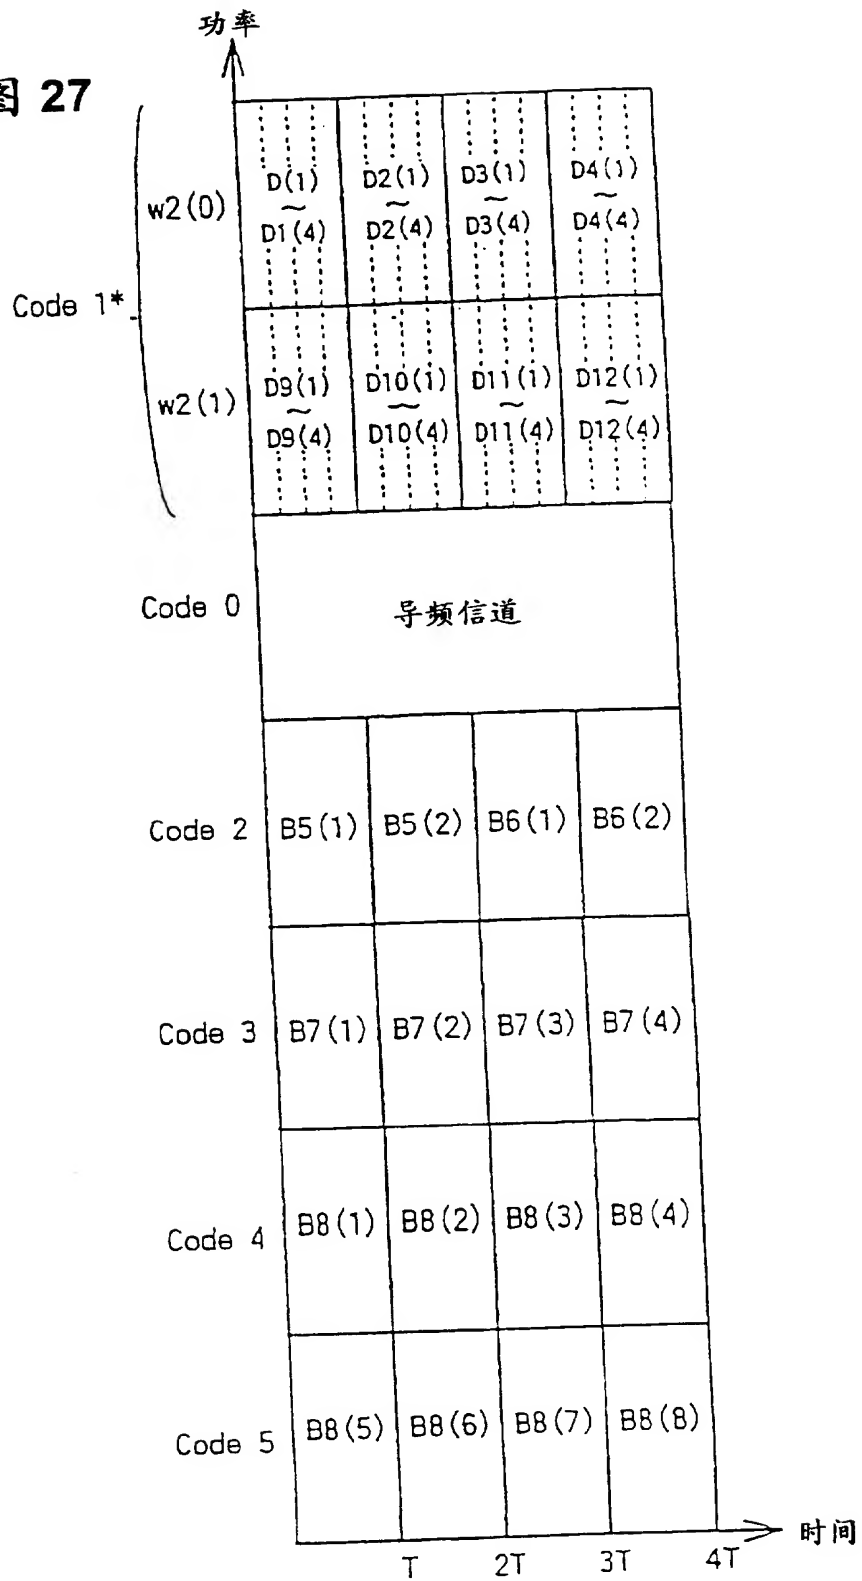 功率
图 27
w2(0)
D(1) D2(1) D3(1) D4(1)
~ ~ ~ ~
D1(4) D2(4) D3(4) D4(4)
Code 1*
w2(1)
D9(1) D10(1) D11(1) D12(1)
~ ~ ~ ~
D9(4) D10(4) D11(4) D12(4)
Code 0
导频信道
Code 2 B5(1) B5(2) B6(1) B6(2)
Code 3 B7(1) B7(2) B7(3) B7(4)
Code 4 B8(1) B8(2) B8(3) B8(4)
Code 5 B8(5) B8(6) B8(7) B8(8)
时间
T 2T 3T 4T